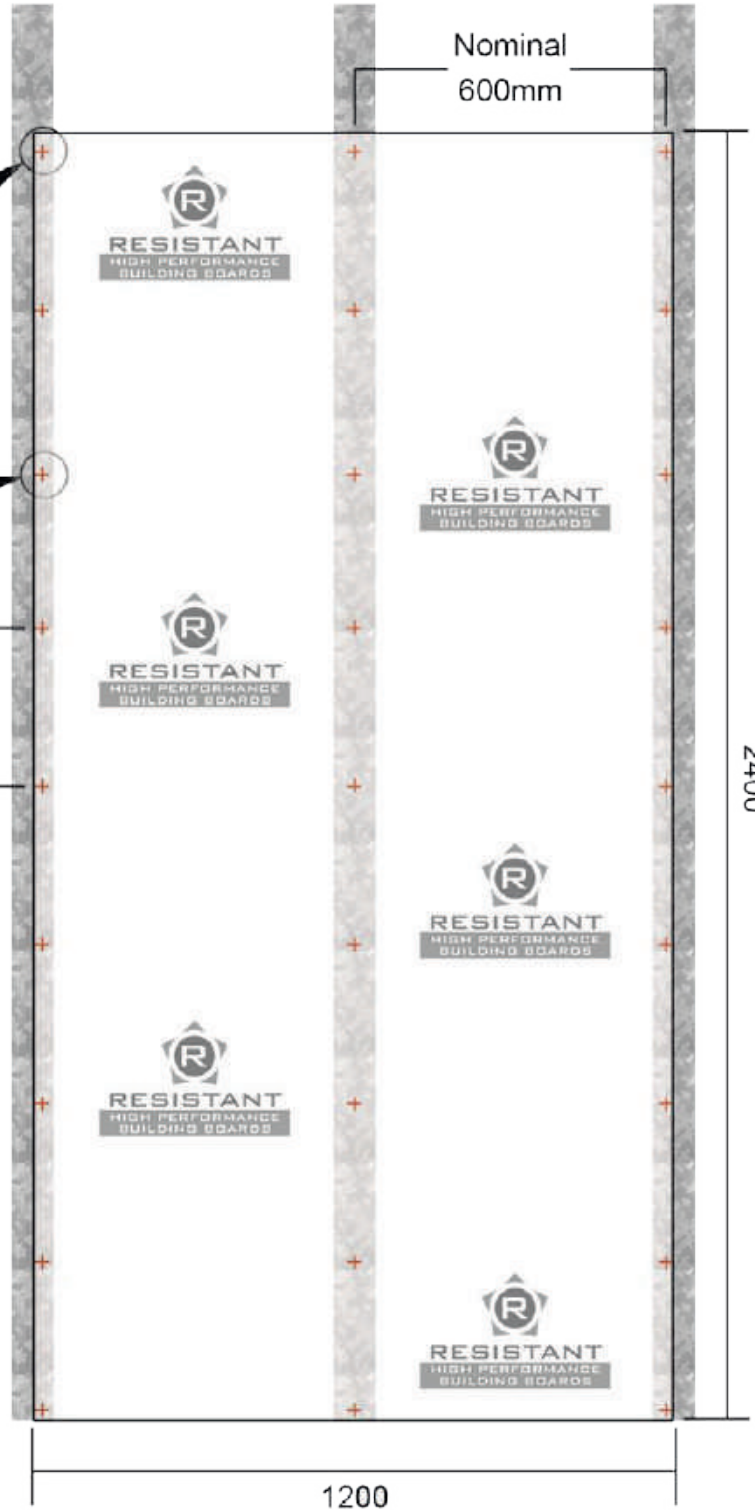 Nominal
600mm
R
RESISTANT
HIGH PERFORMANCE
BUILDING BOARDS
R
RESISTANT
HIGH PERFORMANCE
BUILDING BOARDS
R
RESISTANT
HIGH PERFORMANCE
BUILDING BOARDS
2400
R
RESISTANT
HIGH PERFORMANCE
BUILDING BOARDS
R
RESISTANT
HIGH PERFORMANCE
BUILDING BOARDS
R
RESISTANT
HIGH PERFORMANCE
BUILDING BOARDS
1200